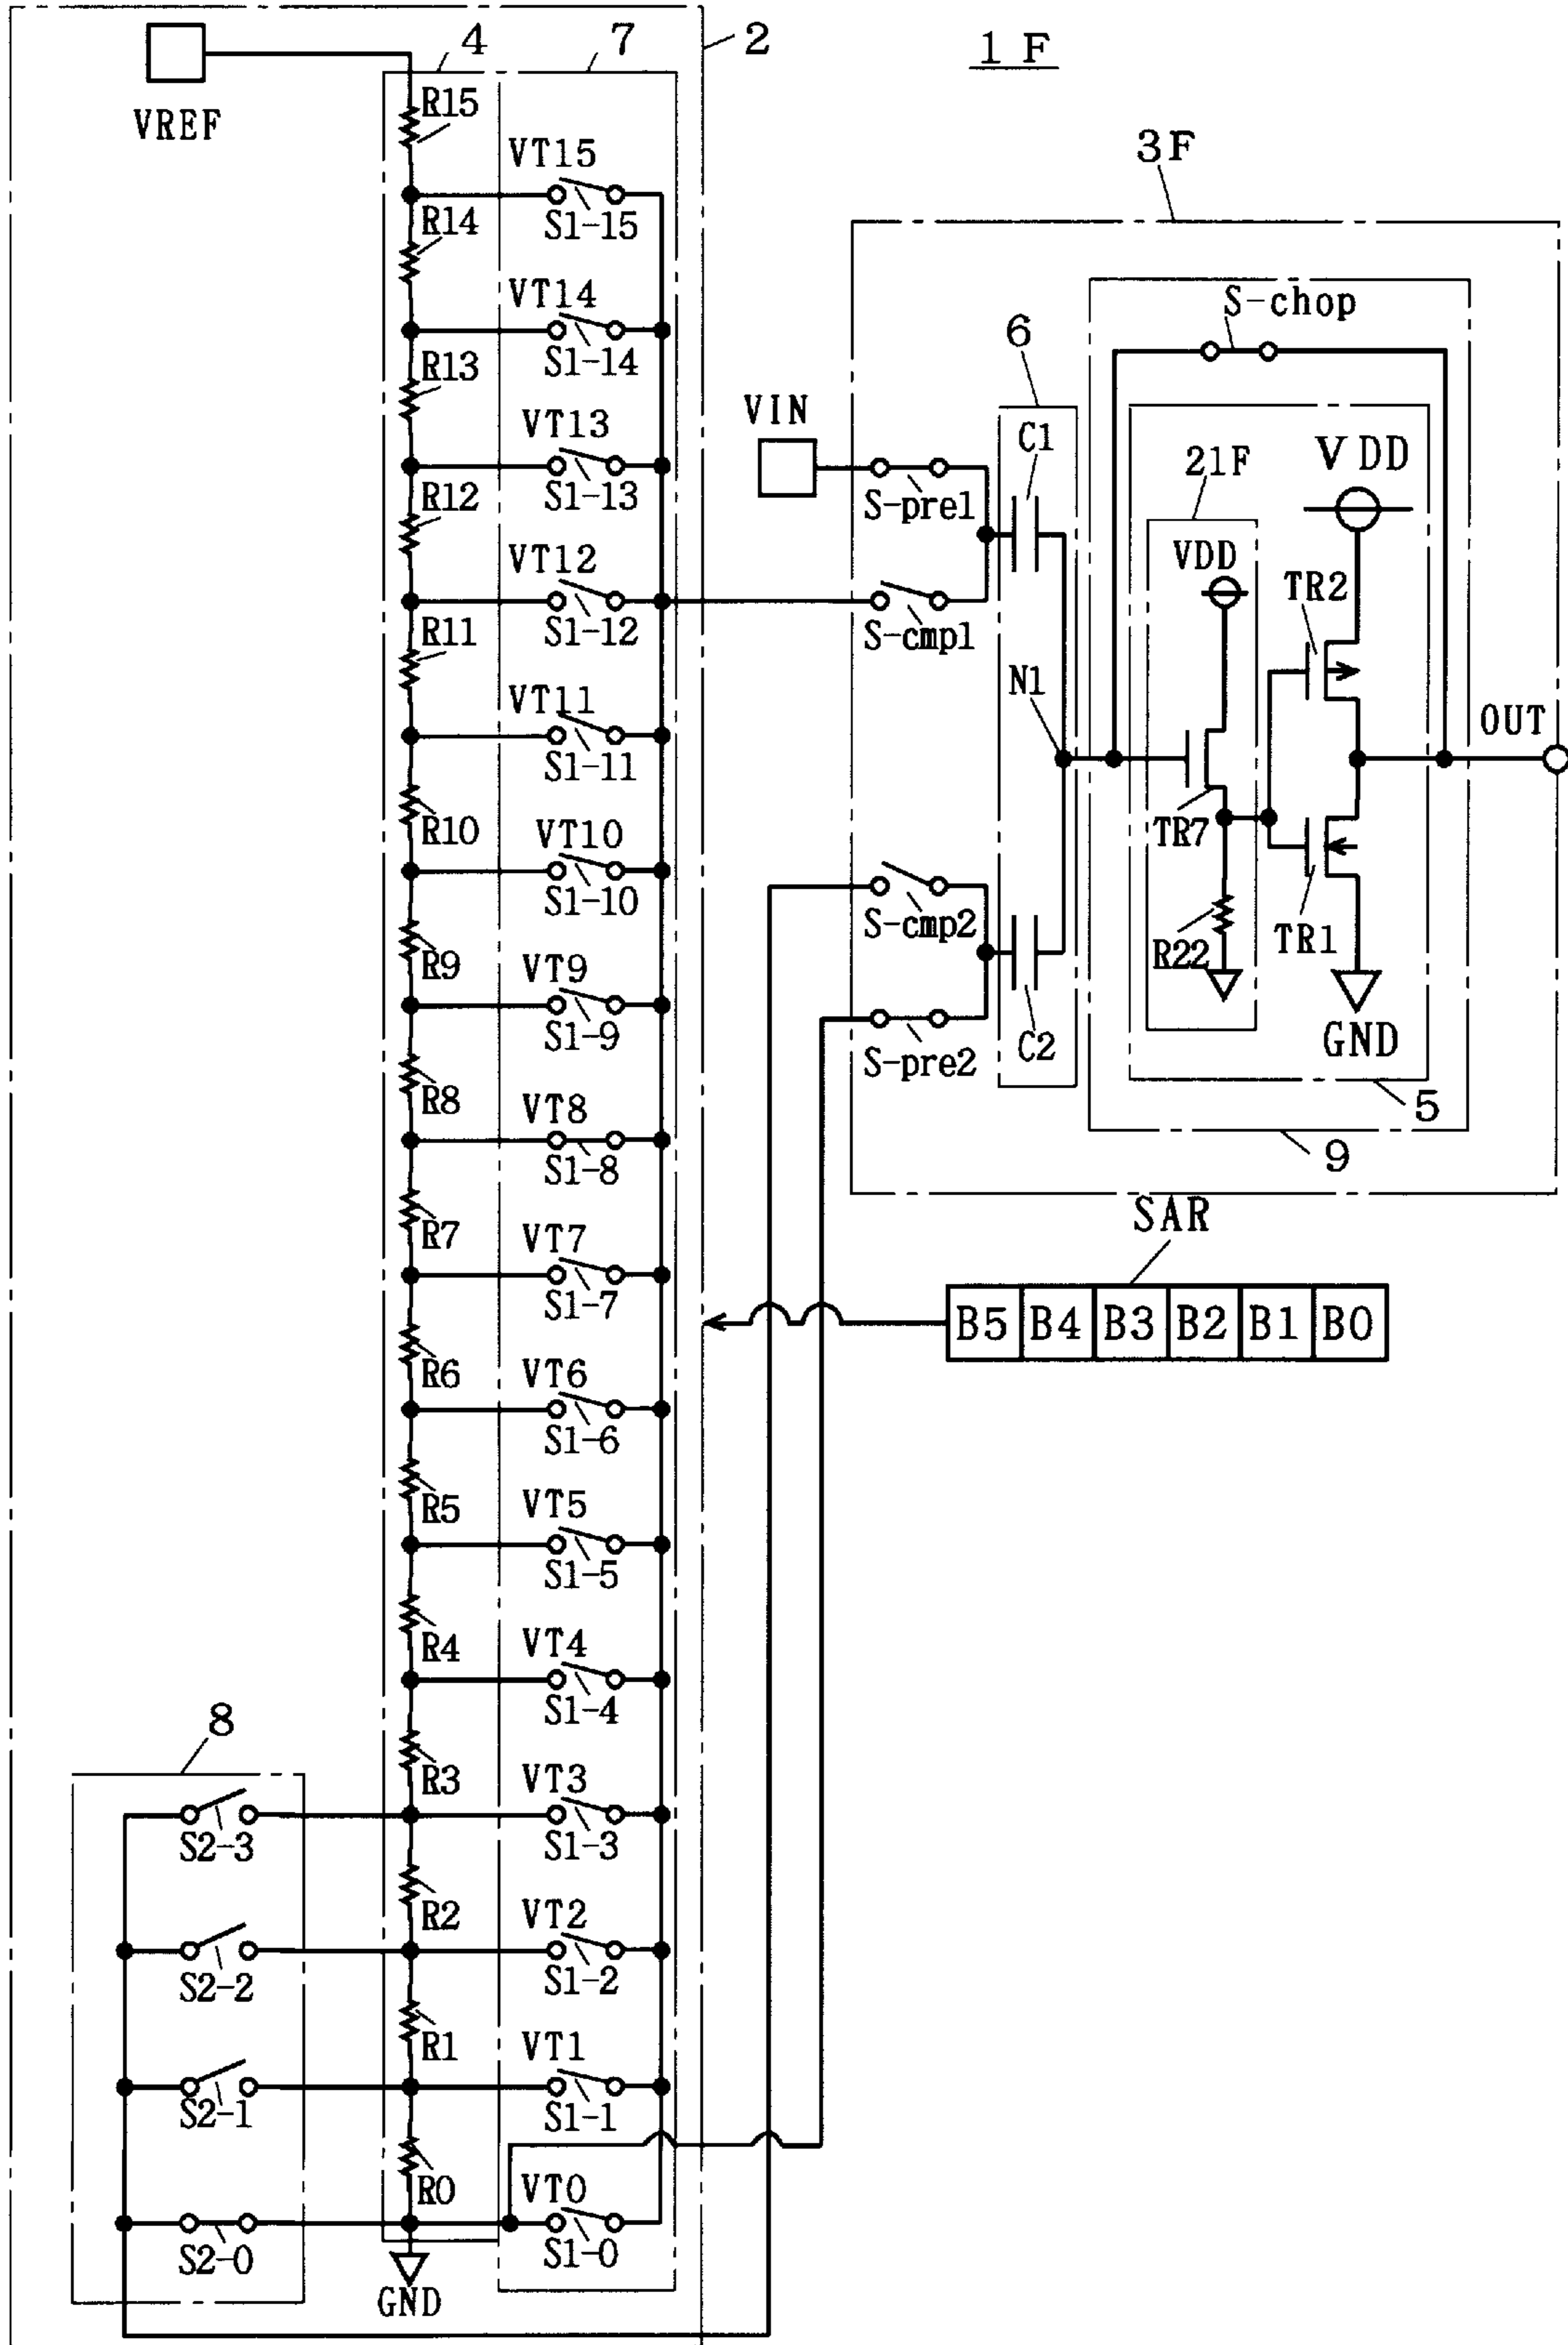 1F
2
4
7
VREF
R15
VT15
S1-15
R14
VT14
S1-14
R13
VT13
S1-13
R12
VT12
S1-12
R11
VT11
S1-11
R10
VT10
S1-10
R9
VT9
S1-9
R8
VT8
S1-8
R7
VT7
S1-7
R6
VT6
S1-6
R5
VT5
S1-5
R4
VT4
S1-4
R3
VT3
S1-3
R2
VT2
S1-2
R1
VT1
S1-1
R0
VT0
S1-0
GND
8
S2-3
S2-2
S2-1
S2-0
3F
VIN
S-pre1
S-cmp1
S-cmp2
S-pre2
6
C1
N1
C2
S-chop
21F
VDD
TR7
R22
VDD
TR2
TR1
GND
OUT
5
9
SAR
B5 B4 B3 B2 B1 B0